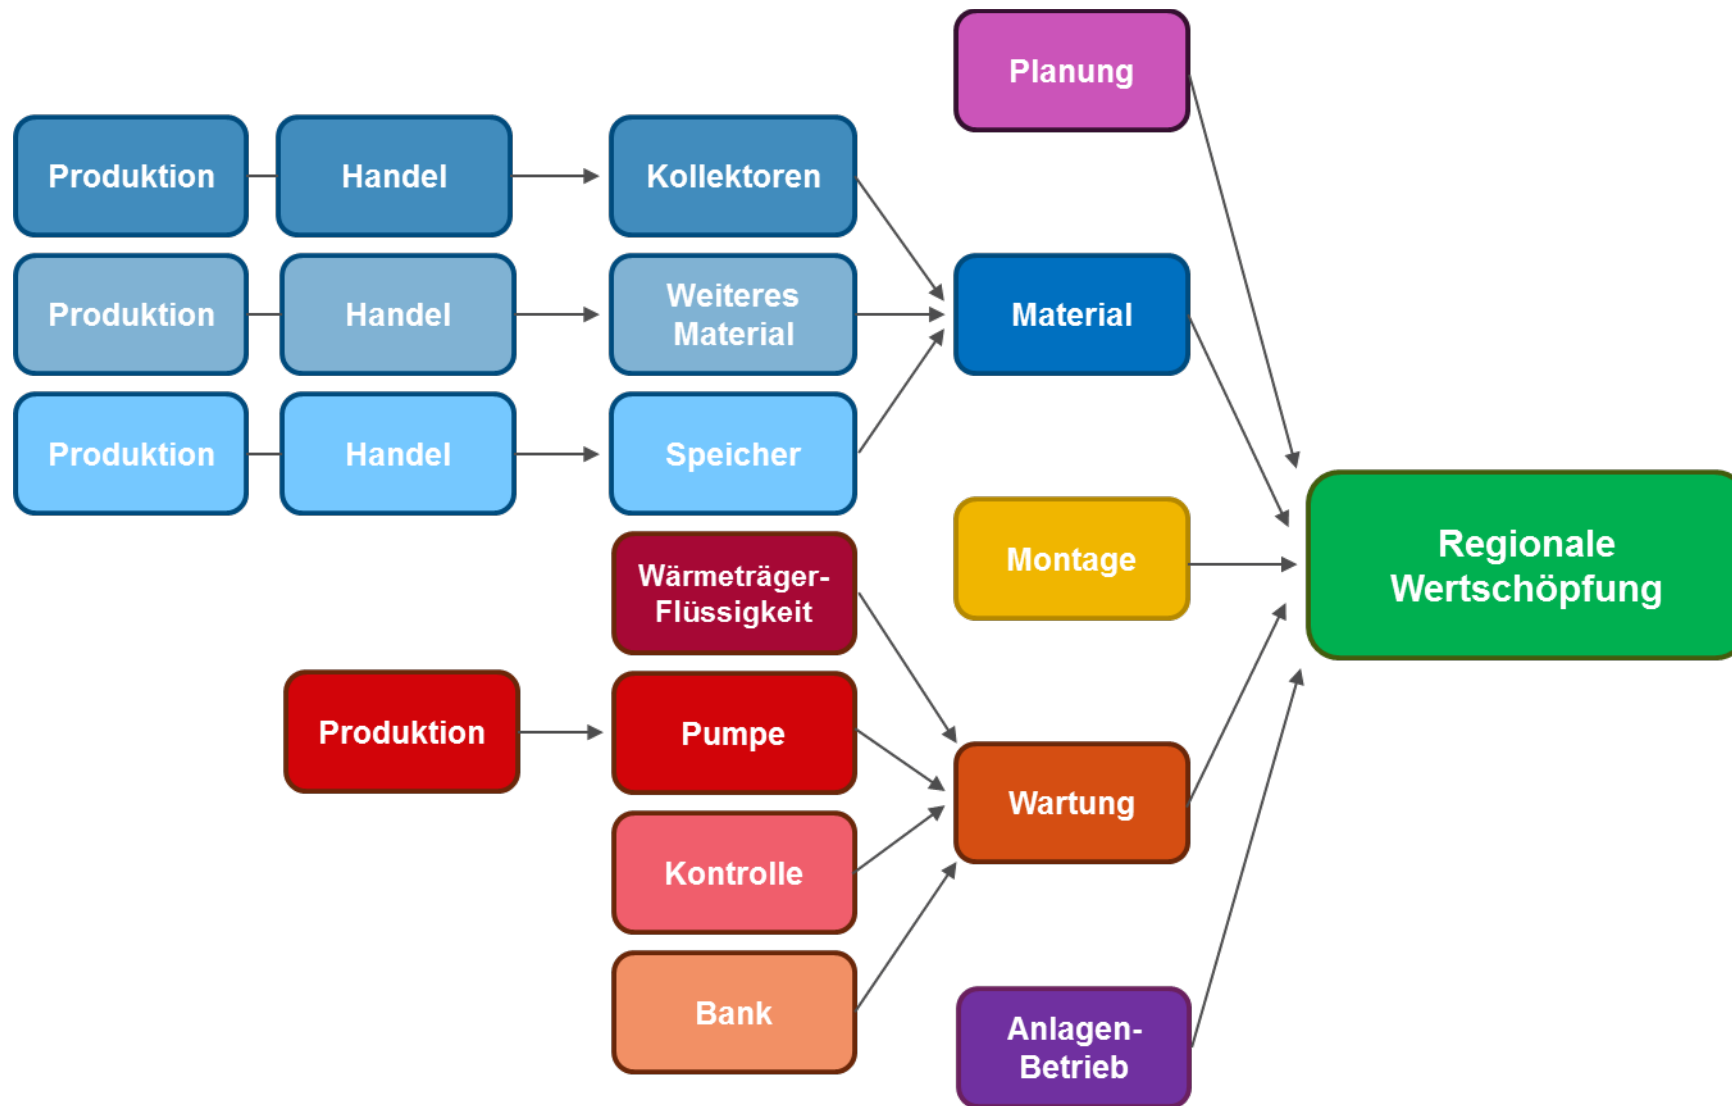 Planung
Produktion
Handel
Kollektoren
Produktion
Handel
Weiteres
Material
Material
Produktion
Handel
Speicher
Montage
Regionale
Wertschöpfung
Wärmeträger-
Flüssigkeit
Produktion
Pumpe
Wartung
Kontrolle
Bank
Anlagen-
Betrieb